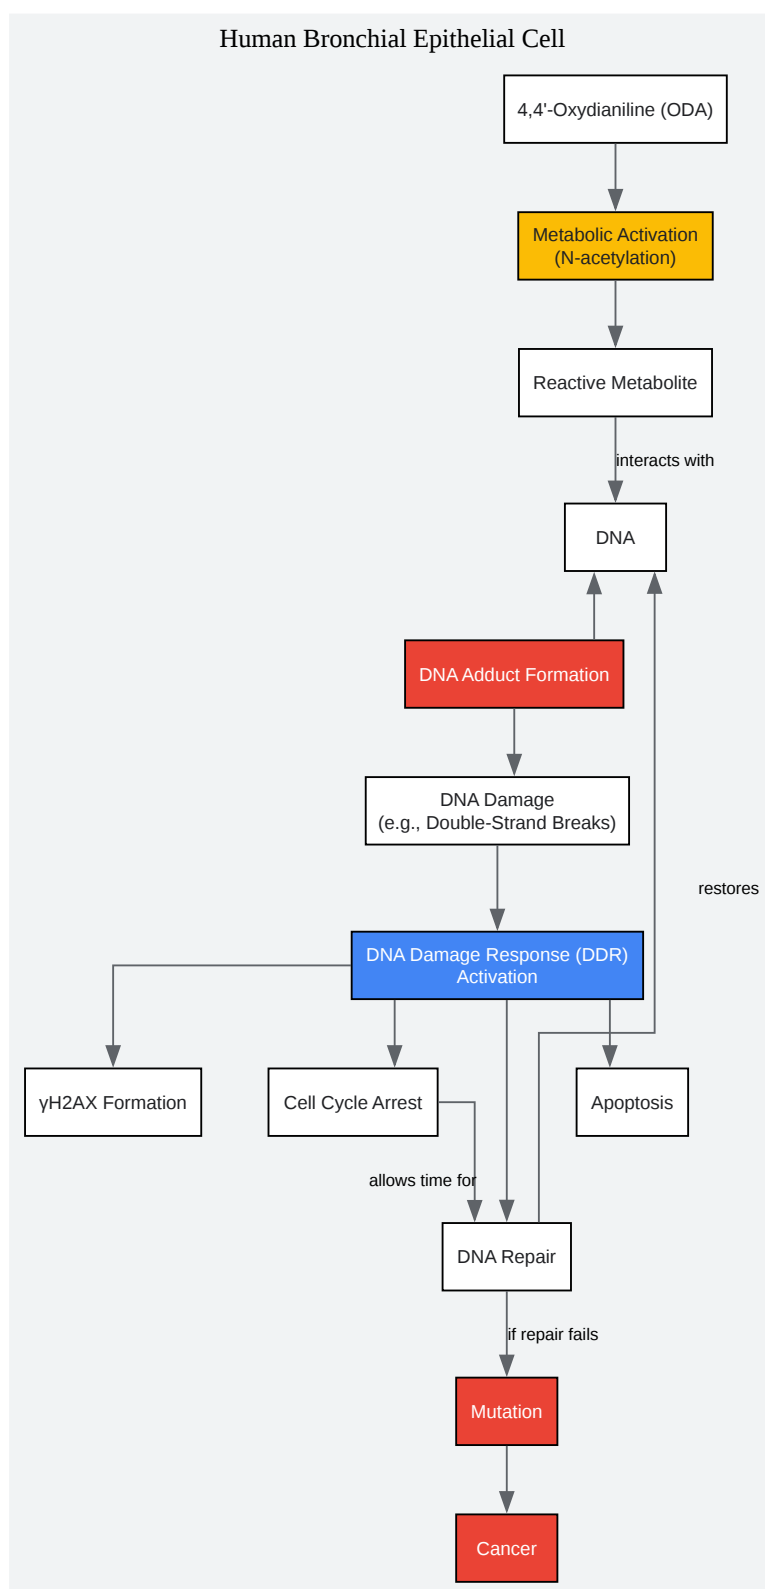 Human Bronchial Epithelial Cell
4,4'-Oxydianiline (ODA)
Metabolic Activation
(N-acetylation)
Reactive Metabolite
interacts with
DNA
DNA Adduct Formation
DNA Damage
(e.g., Double-Strand Breaks)
restores
DNA Damage Response (DDR)
Activation
γH2AX Formation
Cell Cycle Arrest
Apoptosis
allows time for
DNA Repair
if repair fails
Mutation
Cancer